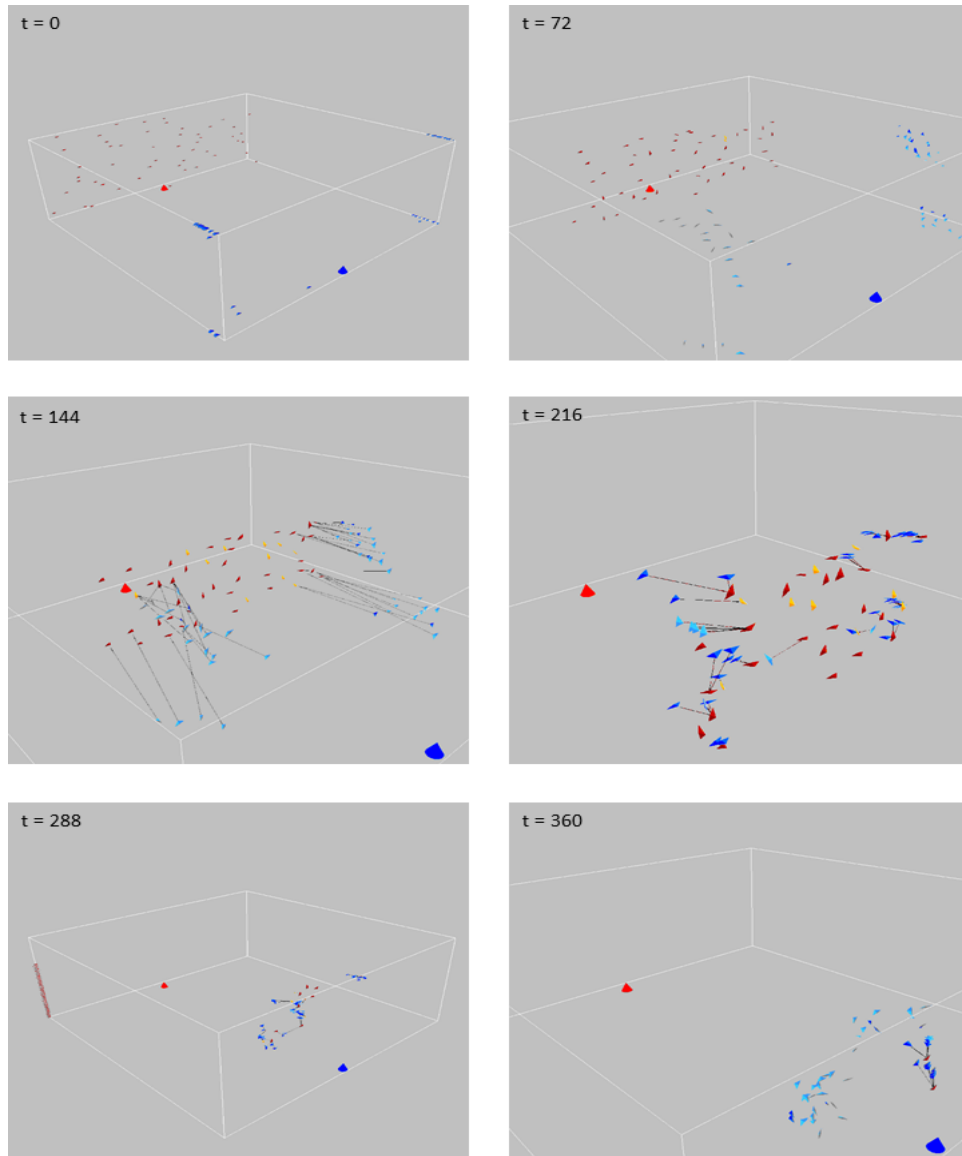 t = 0
t = 72
t = 144
t = 216
t = 288
t = 360